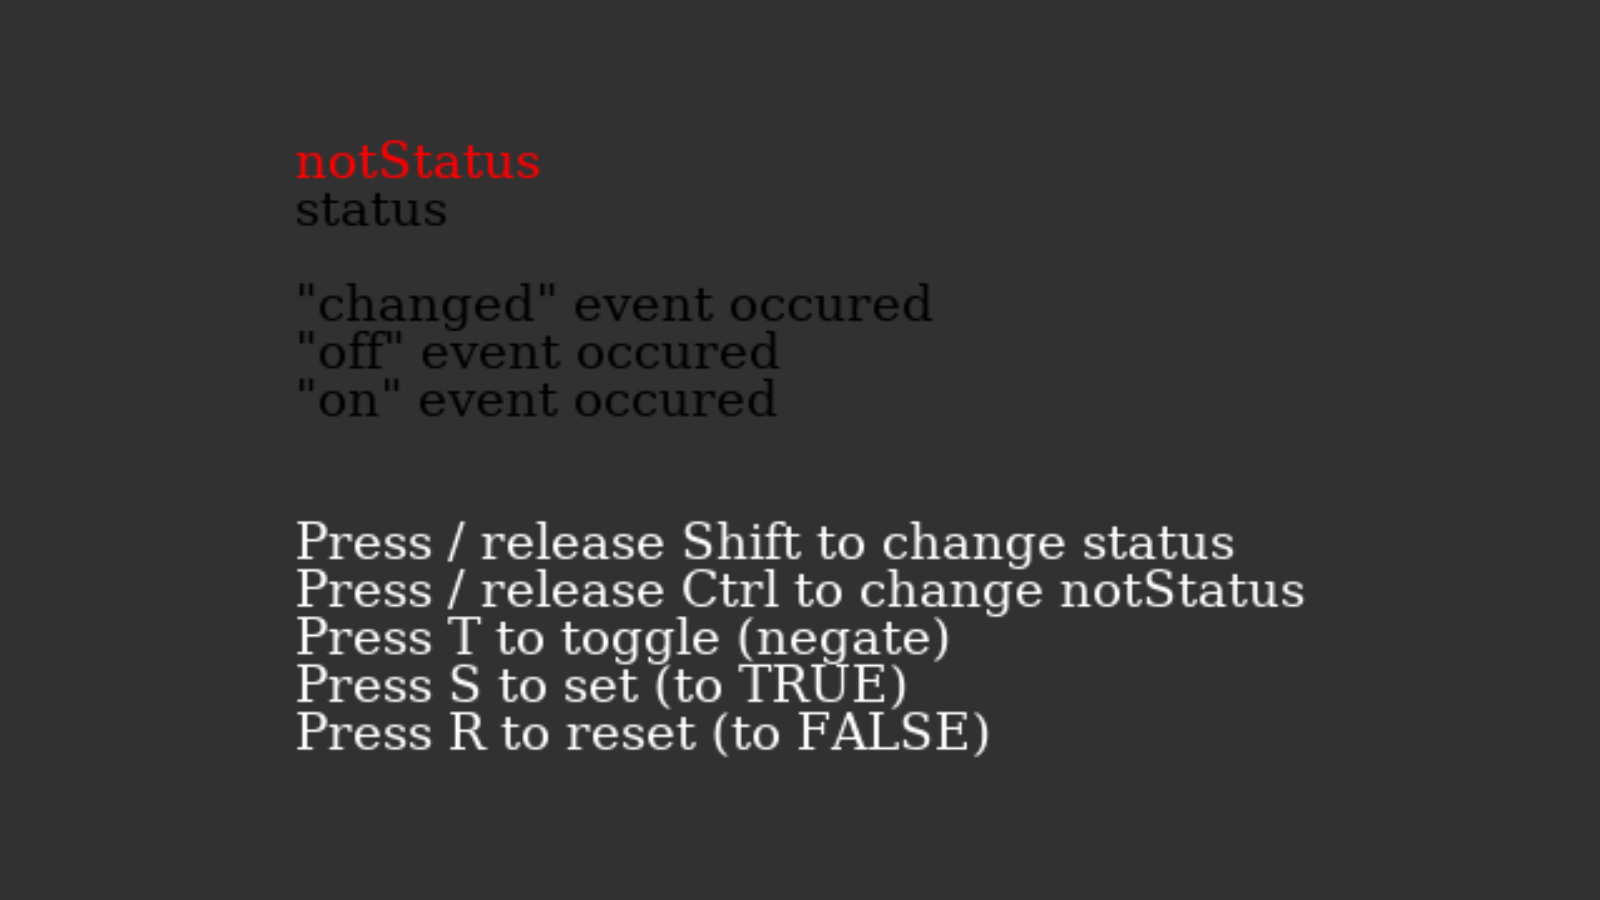 notStatus
status
"changed" event occured
"off" event occured
"on" event occured
Press / release Shift to change status
Press / release Ctrl to change notStatus
Press T to toggle (negate)
Press S to set (to TRUE)
Press R to reset (to FALSE)